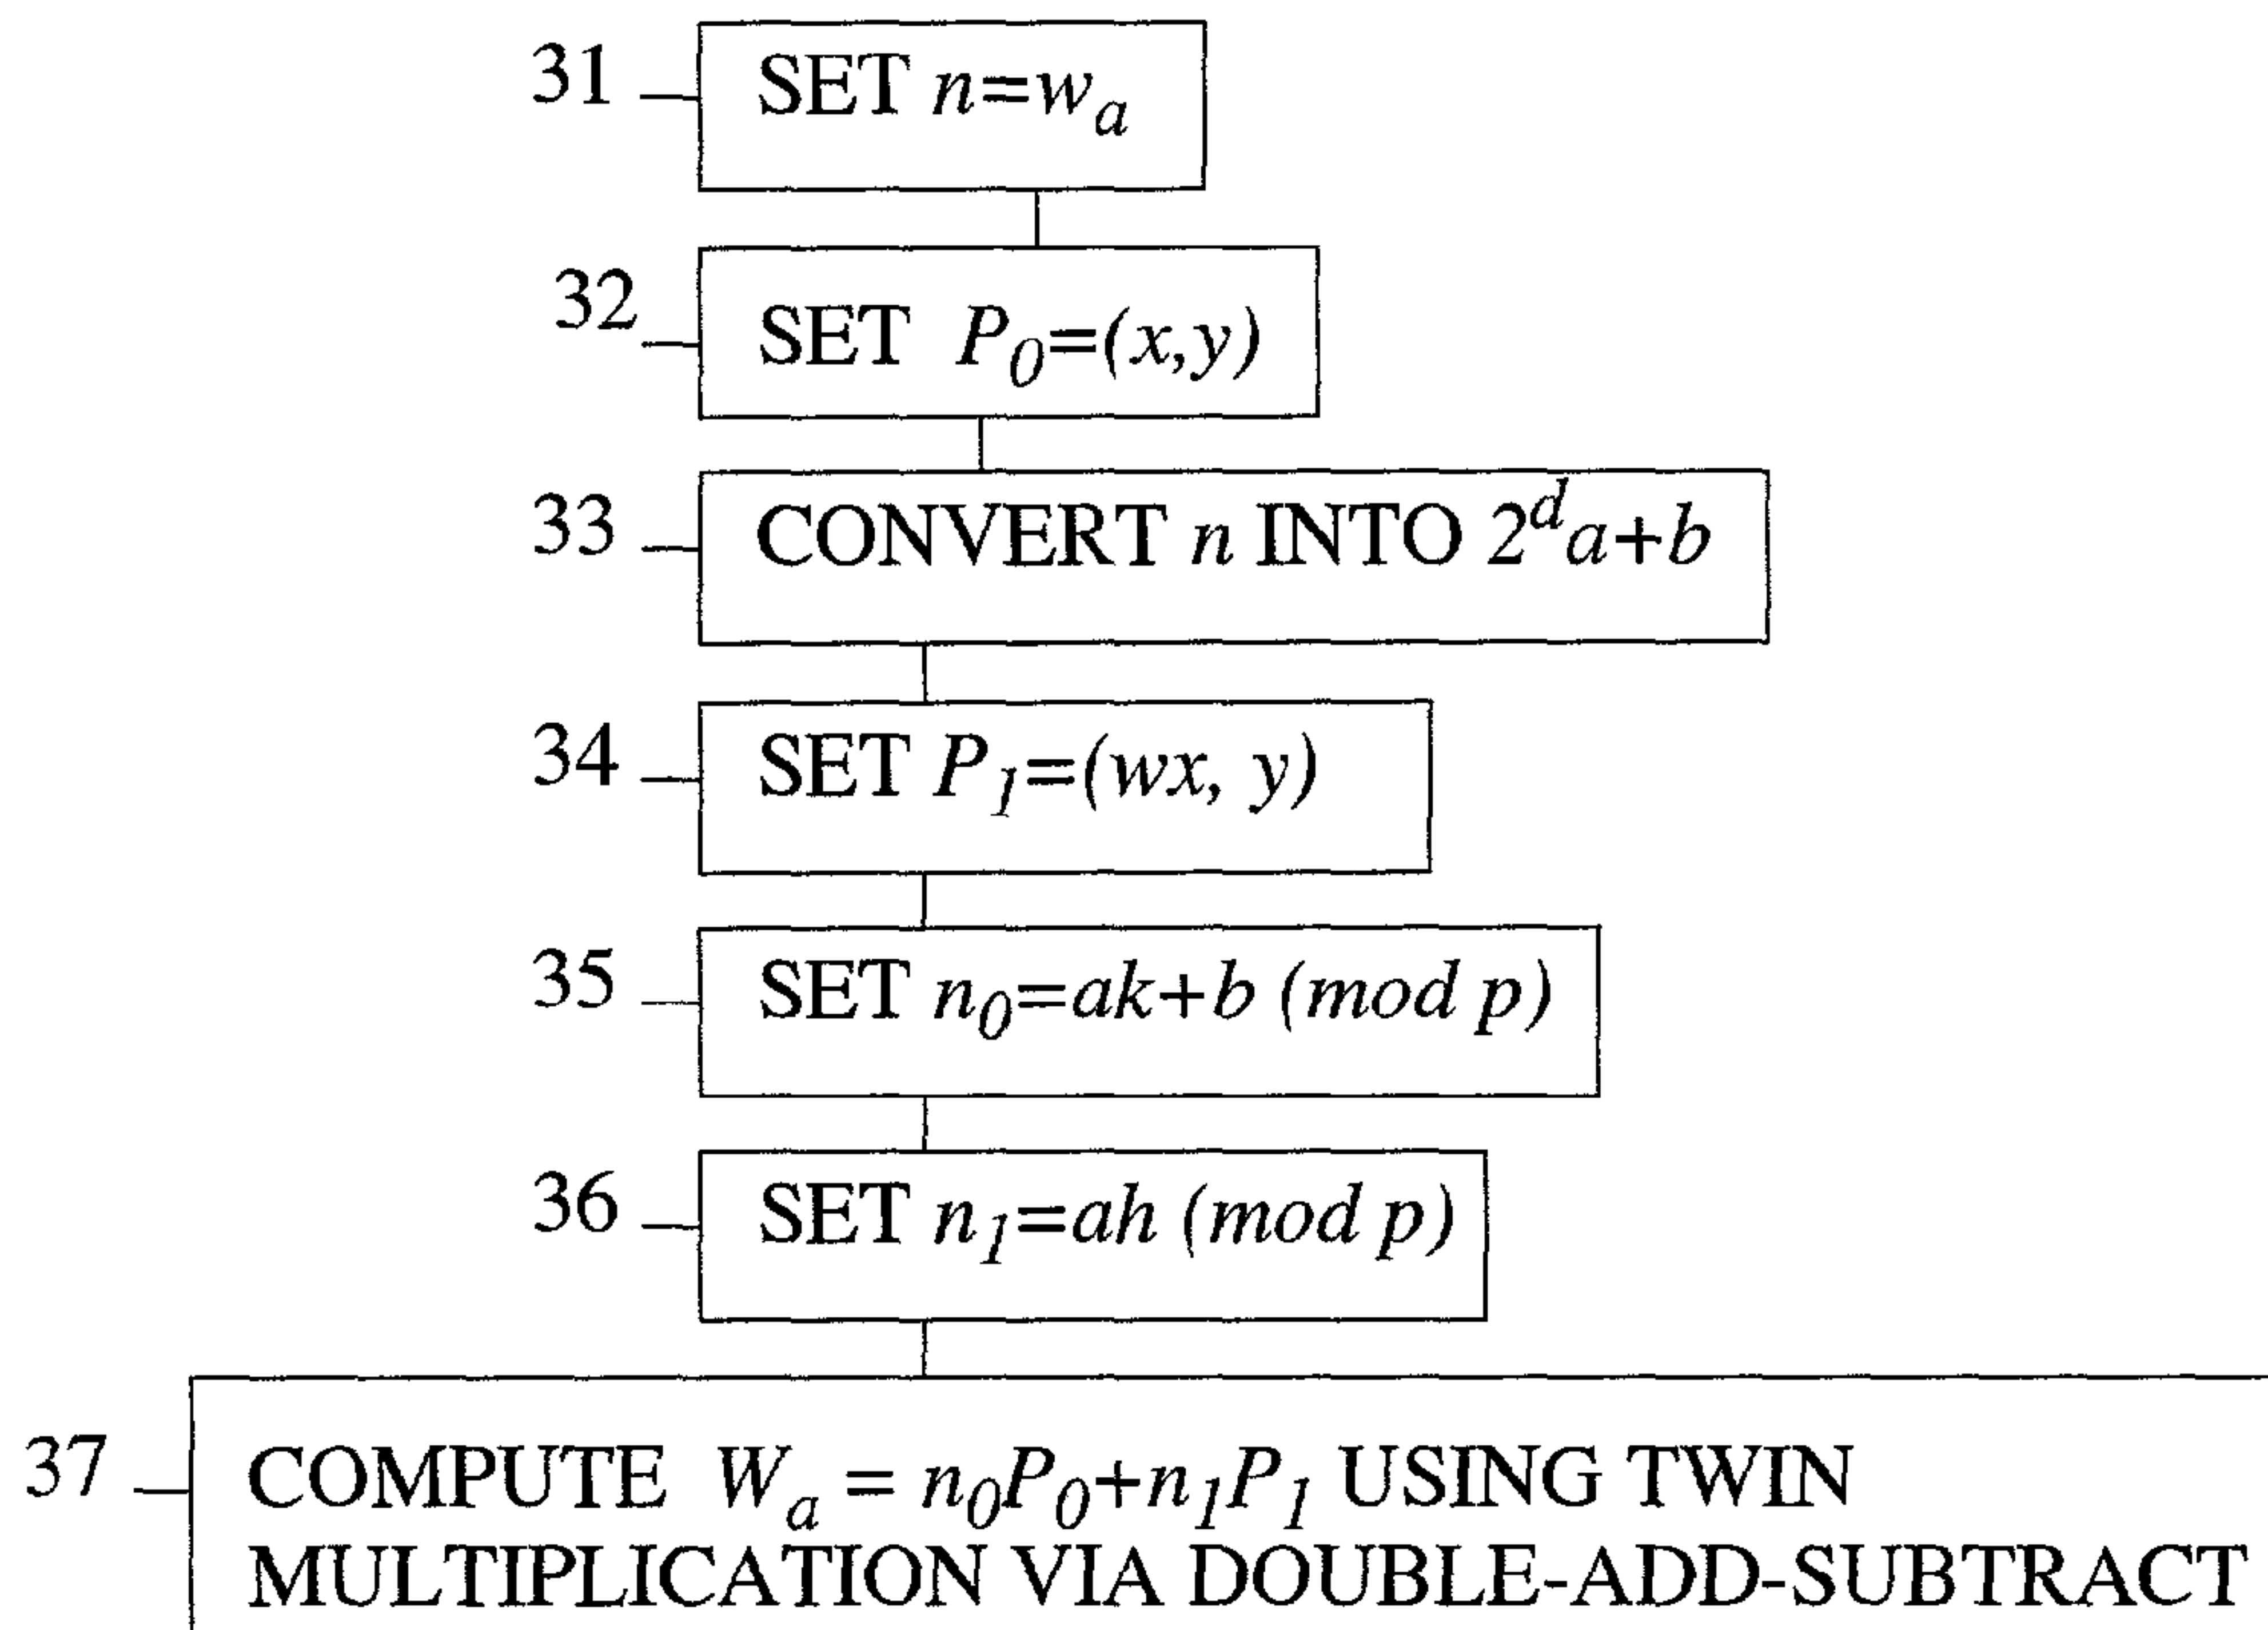 31 SET n=w_a
32 SET P_0=(x,y)
33 CONVERT n INTO 2^d a+b
34 SET P_1=(wx, y)
35 SET n_0=ak+b (mod p)
36 SET n_1=ah (mod p)
37 COMPUTE W_a = n_0P_0+n_1P_1 USING TWIN
MULTIPLICATION VIA DOUBLE-ADD-SUBTRACT